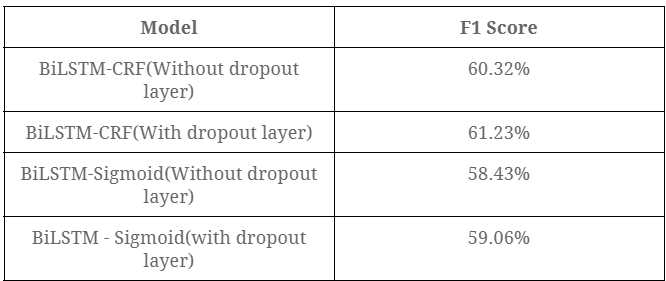 Model F1 Score
BiLSTM-CRF(Without dropout
layer) 60.32%
BiLSTM-CRF(With dropout layer) 61.23%
BiLSTM-Sigmoid(Without dropout
layer) 58.43%
BiLSTM - Sigmoid(with dropout
layer) 59.06%